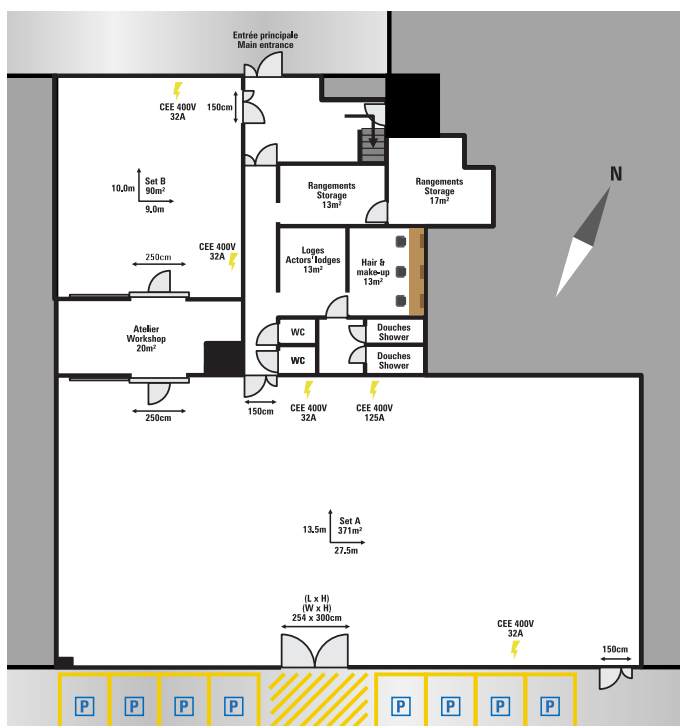 Entrée principale
Main entrance
CEE 400V
32A
150cm
Set B
90m²
10.0m
9.0m
Rangements
Storage
13m²
Rangements
Storage
17m²
N
CEE 400V
32A
250cm
Loges
Actors' lodges
13m²
Hair &
make-up
13m²
Atelier
Workshop
20m²
WC
Douches
Shower
WC
Douches
Shower
250cm
150cm
CEE 400V
32A
CEE 400V
125A
Set A
371m²
13.5m
27.5m
(L x H)
(W x H)
254 x 300cm
CEE 400V
32A
150cm
P P P P P P P P